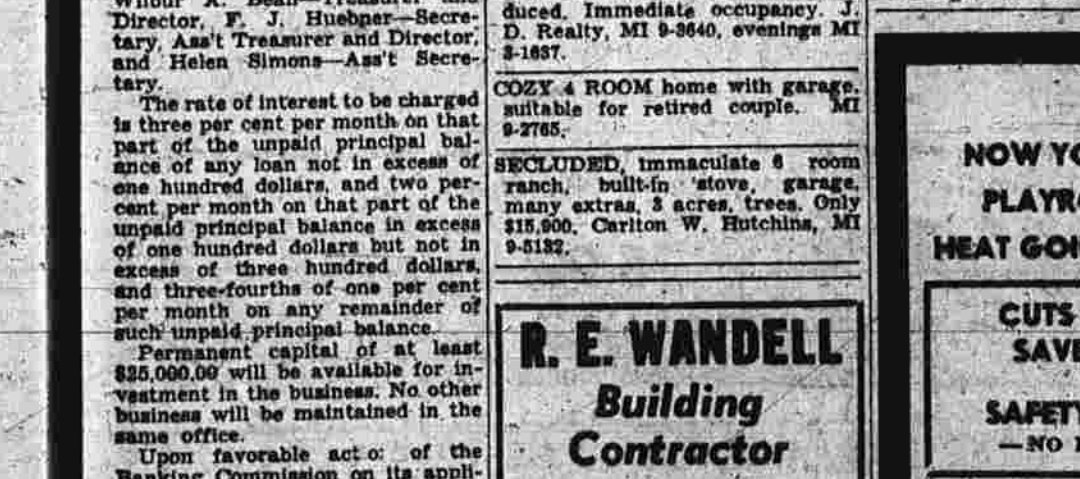 Director, F. J. Huebner—Secre-
tary, Ass't Treasurer and Director,
and Helen Simons—Ass't Secre-
tary.
The rate of interest to be charged
is three per cent per month on that
part of the unpaid principal bal-
ance of any loan not in excess of
one hundred dollars, and two per-
cent per month on that part of the
unpaid principal balance in excess
of one hundred dollars but not in
excess of three hundred dollars,
and three-fourths of one per cent
per month on any remainder of
such unpaid principal balance.
Permanent capital of at least
$25,000.00 will be available for in-
vestment in the business. No other
business will be maintained in the
same office.
Upon favorable of the
Banking Commission on its appli-
duced. Immediate occupancy. J.
D. Realty, MI 9-3640, evenings MI
3-1637.
COZY 4 ROOM home with garage,
suitable for retired couple. MI
9-2765.
SECLUDED, immaculate 6 room
ranch, built-in stove, garage,
many extras, 3 acres, trees. Only
$15,900. Carlton W. Hutchins, MI
9-5132.
R. E. WANDELL
Building
Contractor
NOW YO
PLAYR
HEAT GOI
CUTS
SAVE
SAFETY
—NO